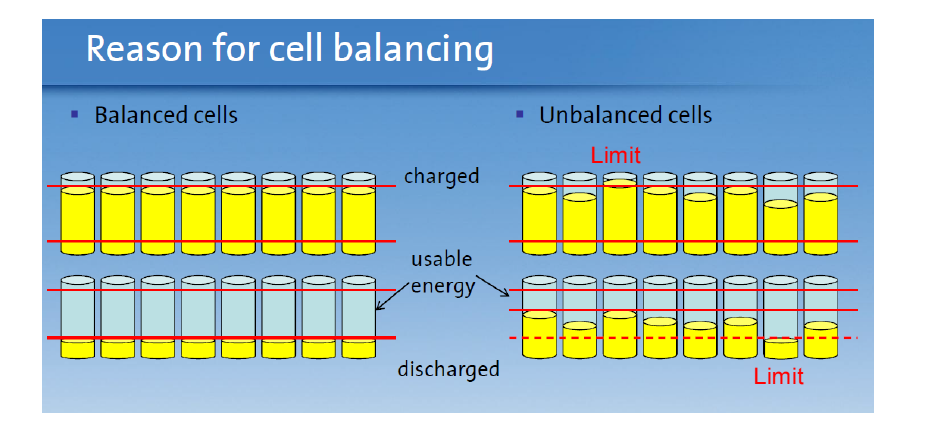 Reason for cell balancing
▪ Balanced cells
▪ Unbalanced cells
Limit
charged
usable
energy
discharged
Limit